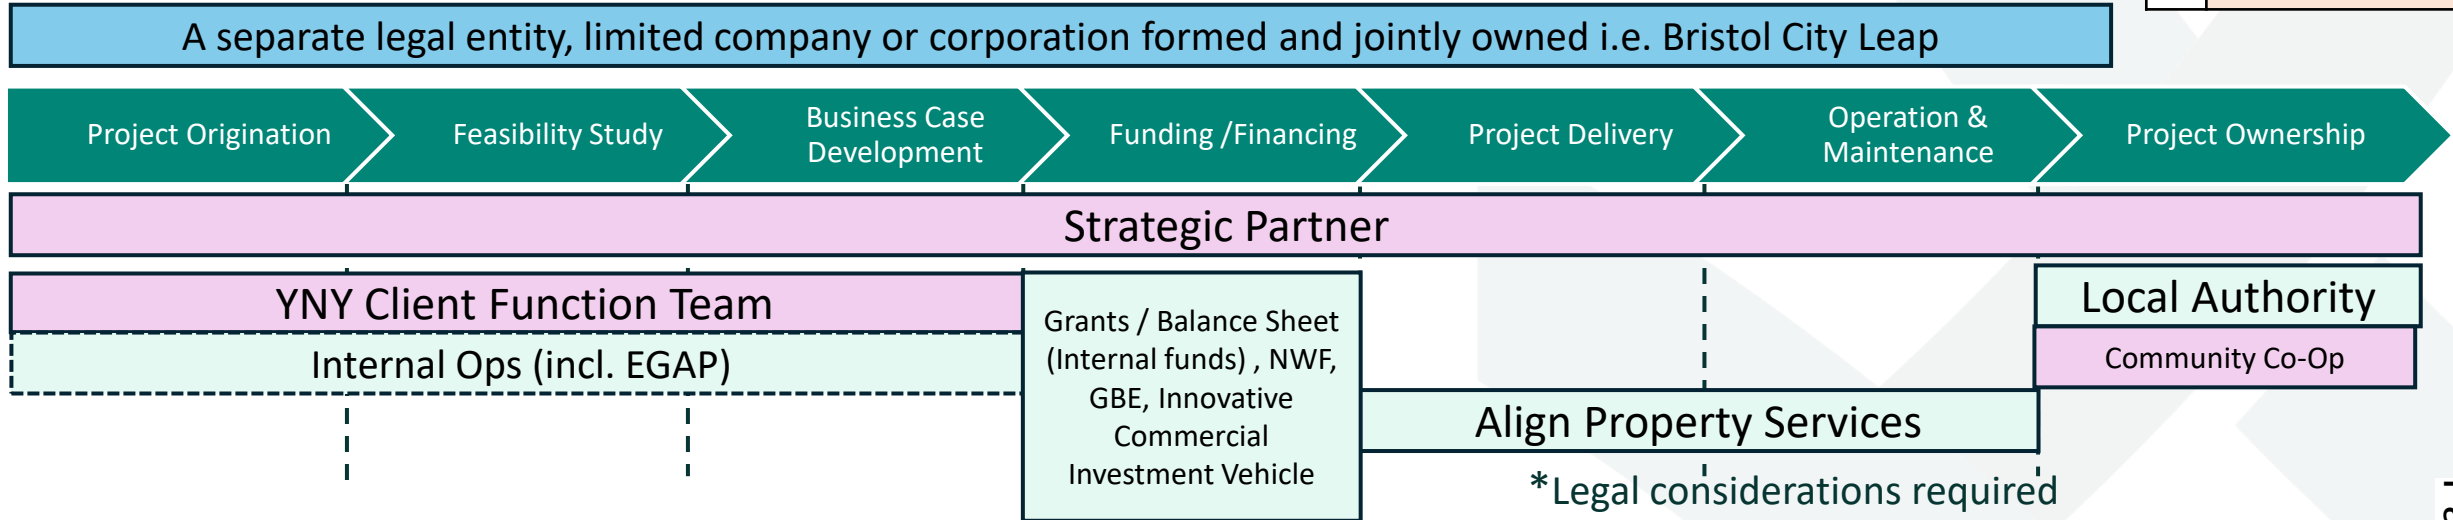 A separate legal entity, limited company or corporation formed and jointly owned i.e. Bristol City Leap
Project Origination
Feasibility Study
Business Case
Development
Funding /Financing
Project Delivery
Operation &
Maintenance
Project Ownership
Strategic Partner
YNY Client Function Team
Internal Ops (incl. EGAP)
Grants / Balance Sheet
(Internal funds) , NWF,
GBE, Innovative
Commercial
Investment Vehicle
Local Authority
Community Co-Op
Align Property Services
*Legal considerations required